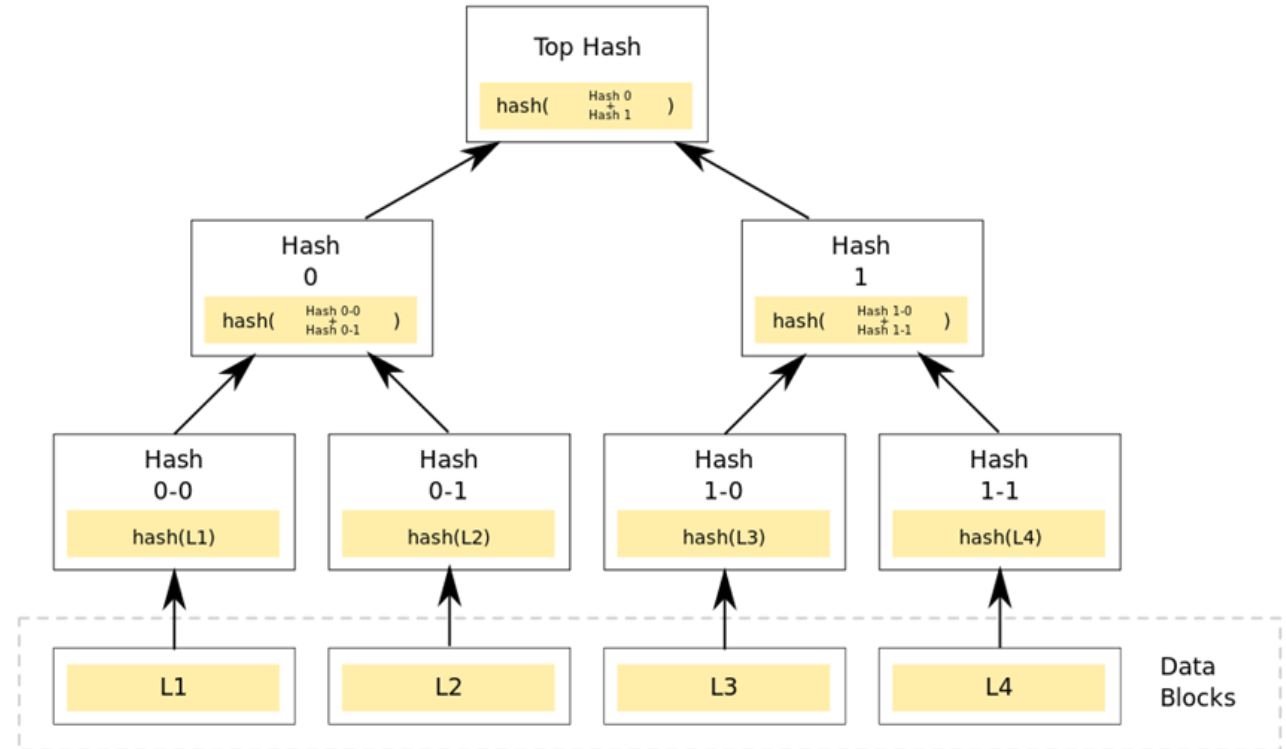 Top Hash
hash( Hash 0 + Hash 1 )
Hash
0
hash( Hash 0-0 + Hash 0-1 )
Hash
1
hash( Hash 1-0 + Hash 1-1 )
Hash
0-0
hash(L1)
Hash
0-1
hash(L2)
Hash
1-0
hash(L3)
Hash
1-1
hash(L4)
L1
L2
L3
L4
Data
Blocks